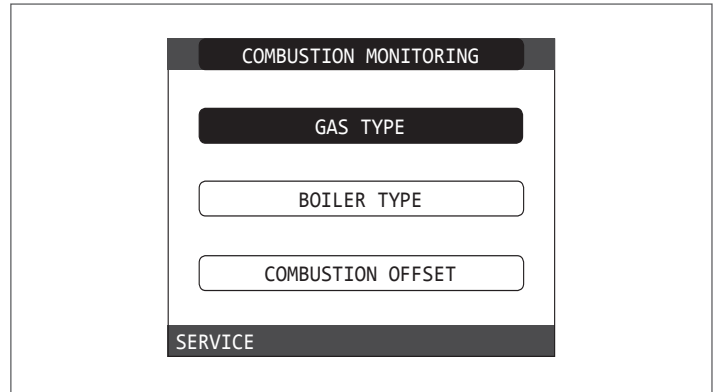 COMBUSTION MONITORING
GAS TYPE
BOILER TYPE
COMBUSTION OFFSET
SERVICE